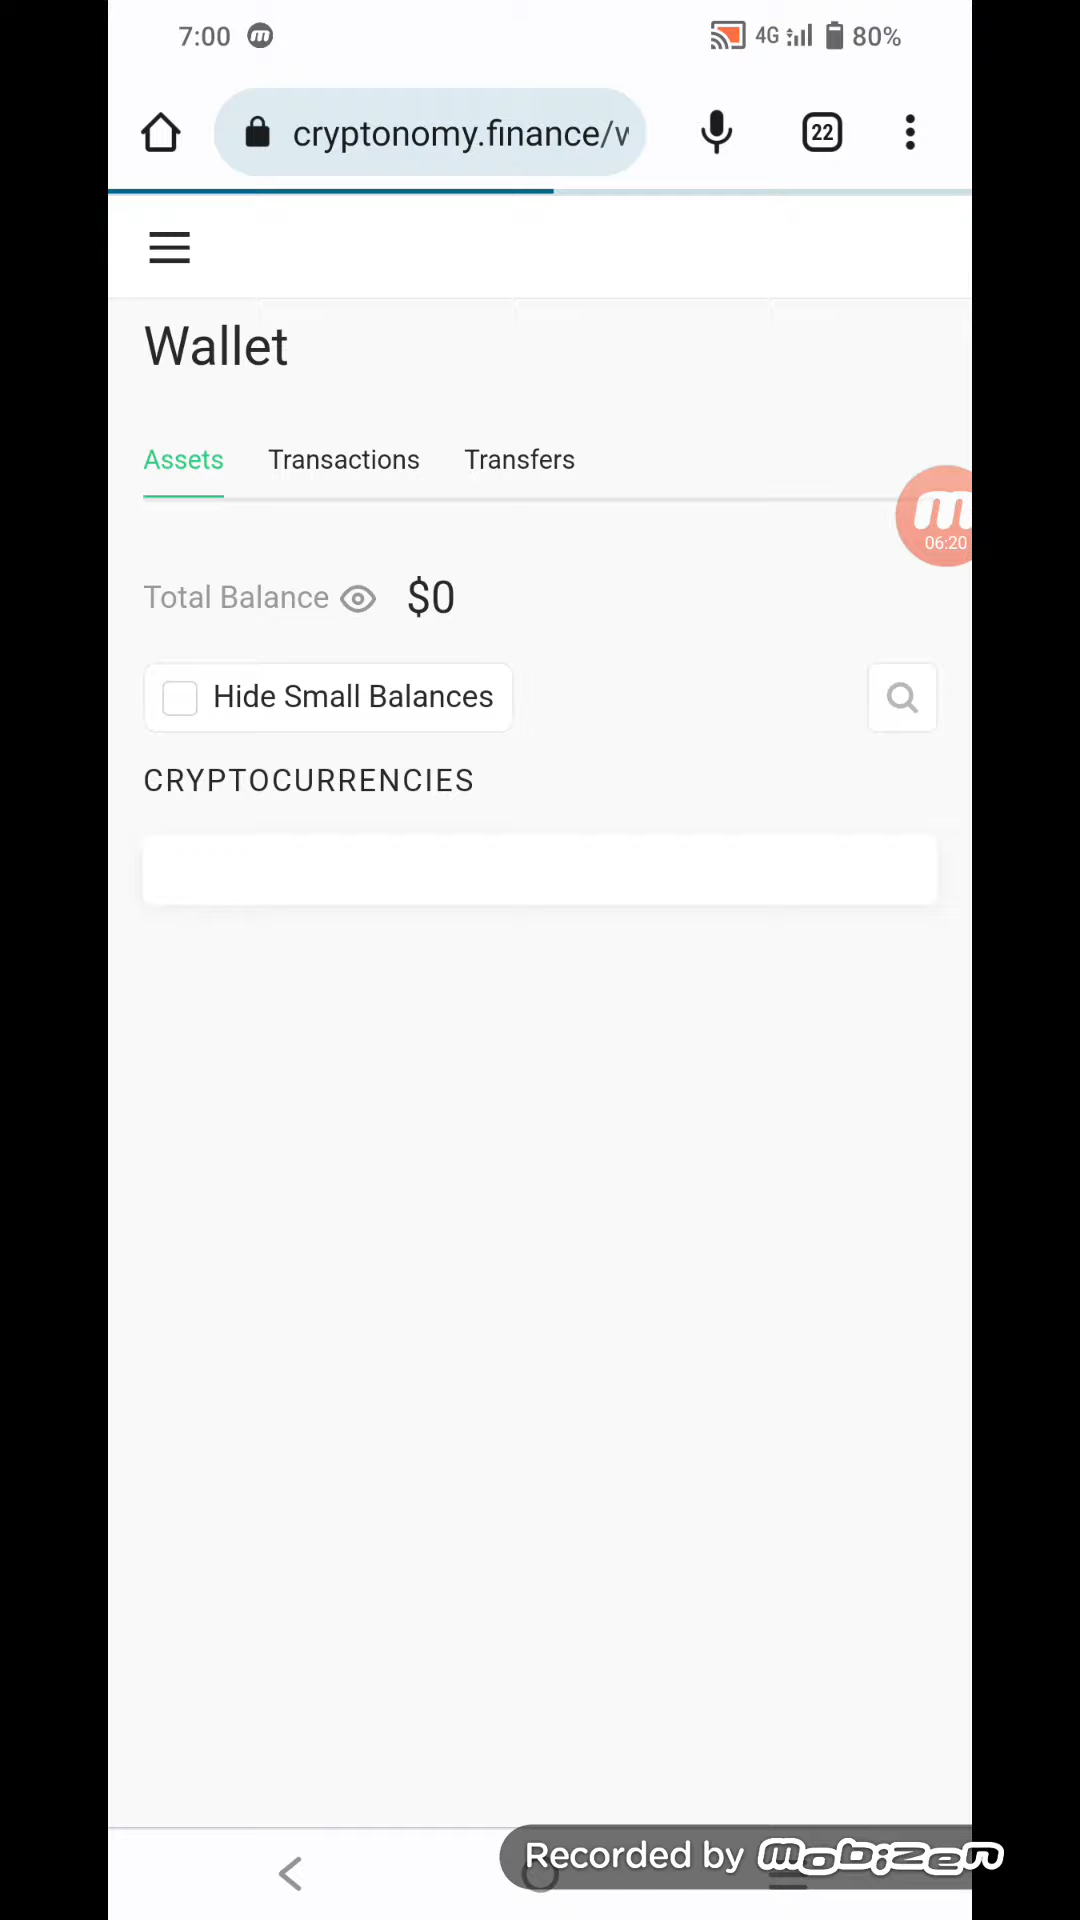 7:00 4G 80%
cryptonomy.finance/w
22
Wallet
Assets Transactions Transfers
06:20
Total Balance $0
Hide Small Balances
CRYPTOCURRENCIES
Recorded by mobizen